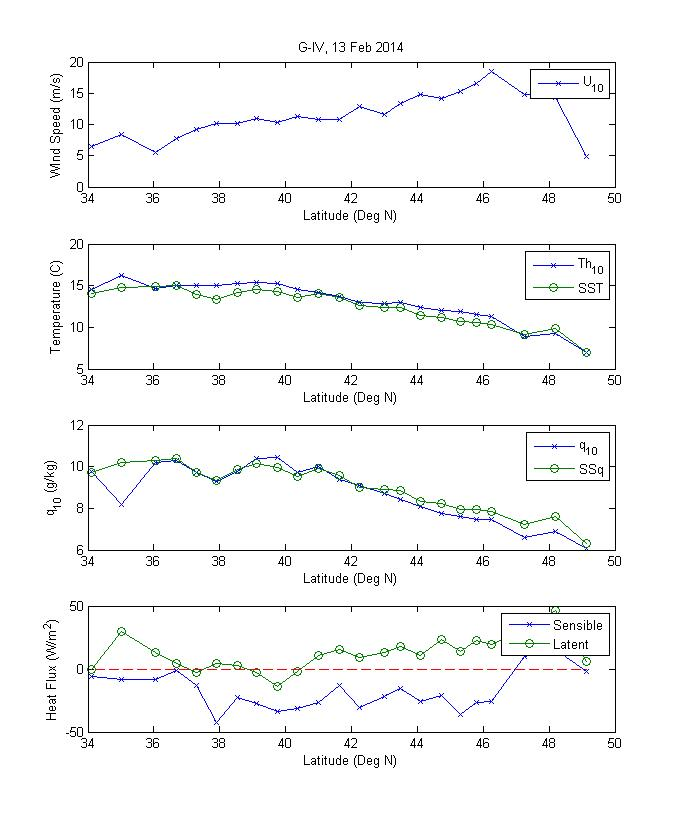 G-IV, 13 Feb 2014
20
15
10
5
0
Wind Speed (m/s)
U10
34 36 38 40 42 44 46 48 50
Latitude (Deg N)
20
15
10
5
Temperature (C)
Th10
SST
34 36 38 40 42 44 46 48 50
Latitude (Deg N)
12
10
8
6
q10 (g/kg)
q10
SSq
34 36 38 40 42 44 46 48 50
Latitude (Deg N)
50
0
-50
Heat Flux (W/m2)
Sensible
Latent
34 36 38 40 42 44 46 48 50
Latitude (Deg N)